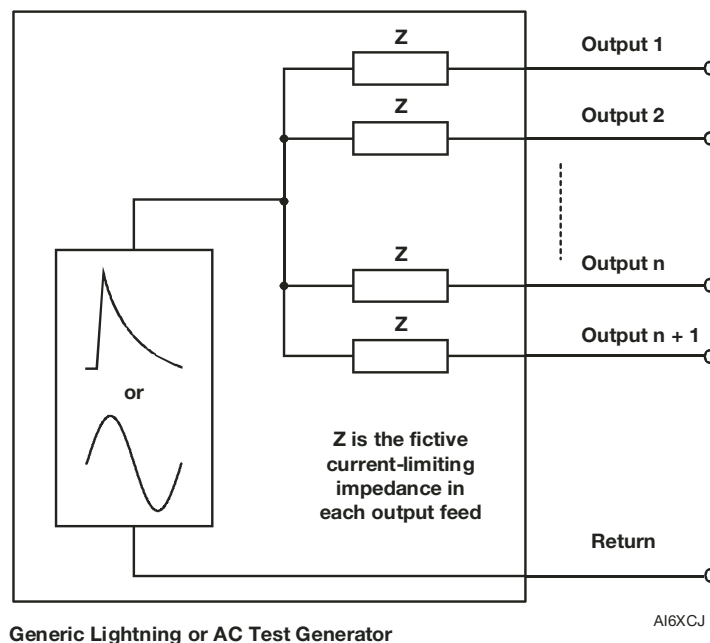 Z
Output 1
Z
Output 2
Z
Output n
Z
Output n + 1
or
Z is the fictive
current-limiting
impedance in
each output feed
Return
AI6XCJ
Generic Lightning or AC Test Generator